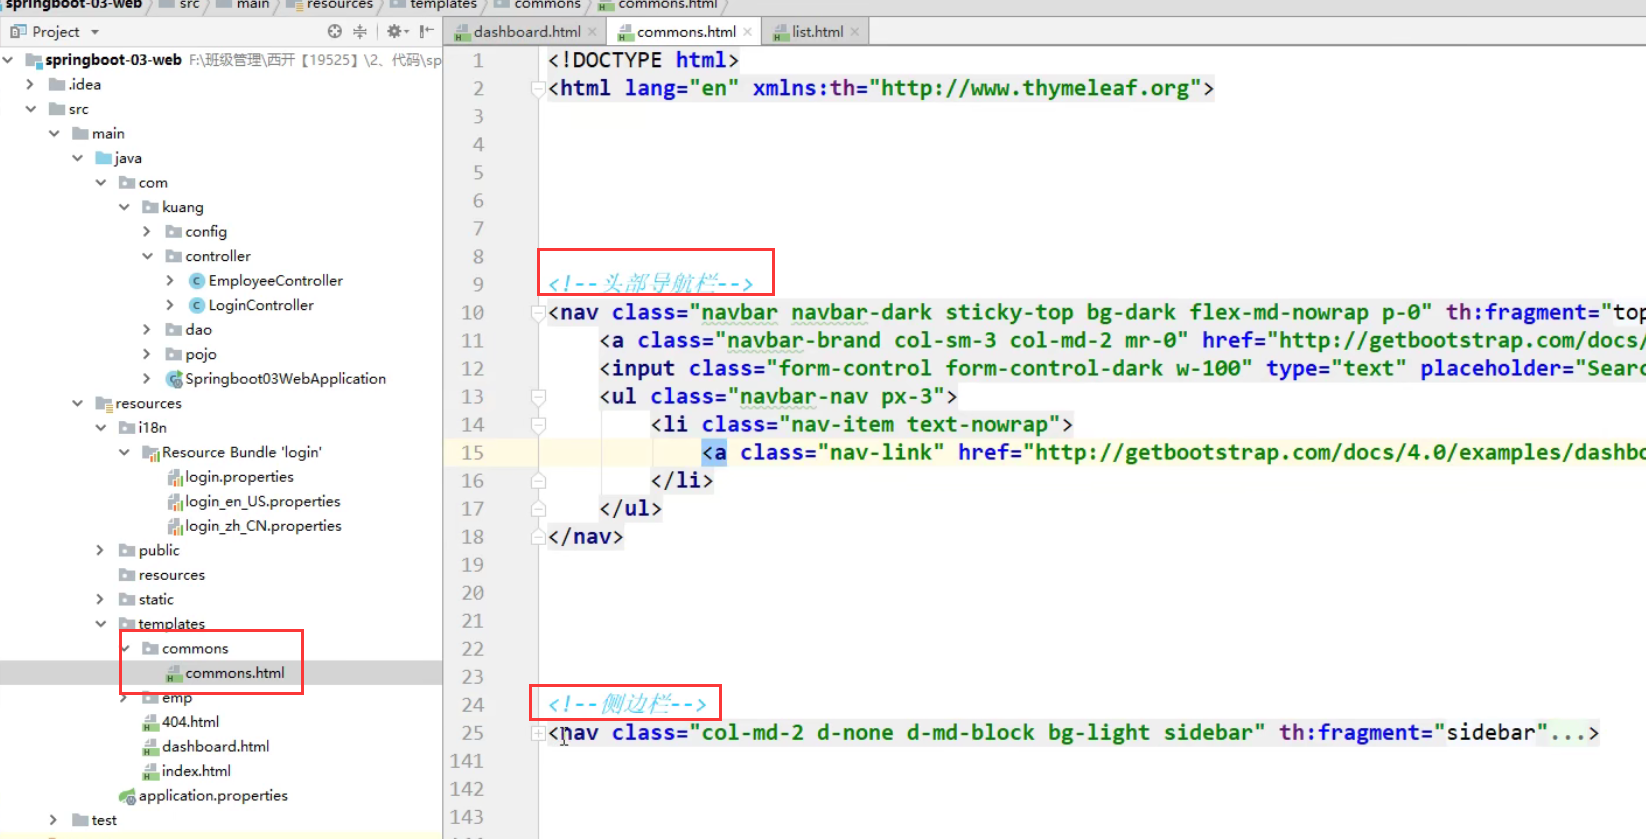 springboot-03-web src main resources templates commons commons.html
Project
dashboard.html commons.html list.html
springboot-03-web F:\班级管理\西开【19525】\2、代码\sp
.idea
src
main
java
com
kuang
config
controller
EmployeeController
LoginController
dao
pojo
Springboot03WebApplication
resources
i18n
Resource Bundle 'login'
login.properties
login_en_US.properties
login_zh_CN.properties
public
resources
static
templates
commons
commons.html
emp
404.html
dashboard.html
index.html
application.properties
test
1 <!DOCTYPE html>
2 <html lang="en" xmlns:th="http://www.thymeleaf.org">
3
4
5
6
7
8
9 <!--头部导航栏-->
10 <nav class="navbar navbar-dark sticky-top bg-dark flex-md-nowrap p-0" th:fragment="top
11 <a class="navbar-brand col-sm-3 col-md-2 mr-0" href="http://getbootstrap.com/docs/
12 <input class="form-control form-control-dark w-100" type="text" placeholder="Searc
13 <ul class="navbar-nav px-3">
14 <li class="nav-item text-nowrap">
15 <a class="nav-link" href="http://getbootstrap.com/docs/4.0/examples/dashbo
16 </li>
17 </ul>
18 </nav>
19
20
21
22
23
24 <!--侧边栏-->
25 <nav class="col-md-2 d-none d-md-block bg-light sidebar" th:fragment="sidebar"...>
141
142
143